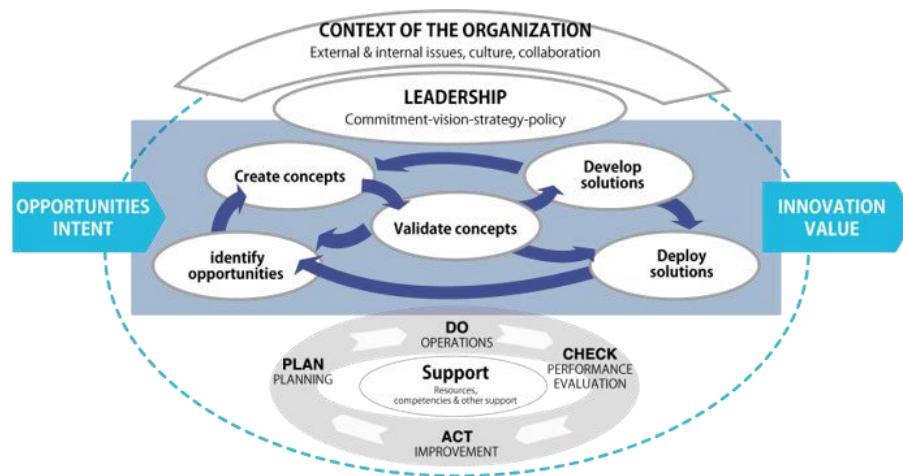 CONTEXT OF THE ORGANIZATION
External & internal issues, culture, collaboration
LEADERSHIP
Commitment-vision-strategy-policy
OPPORTUNITIES
INTENT
Create concepts
Develop
solutions
Validate concepts
identify
opportunities
Deploy
solutions
INNOVATION
VALUE
DO
OPERATIONS
PLAN
PLANNING
CHECK
PERFORMANCE
EVALUATION
Support
Resources,
competencies & other support
ACT
IMPROVEMENT